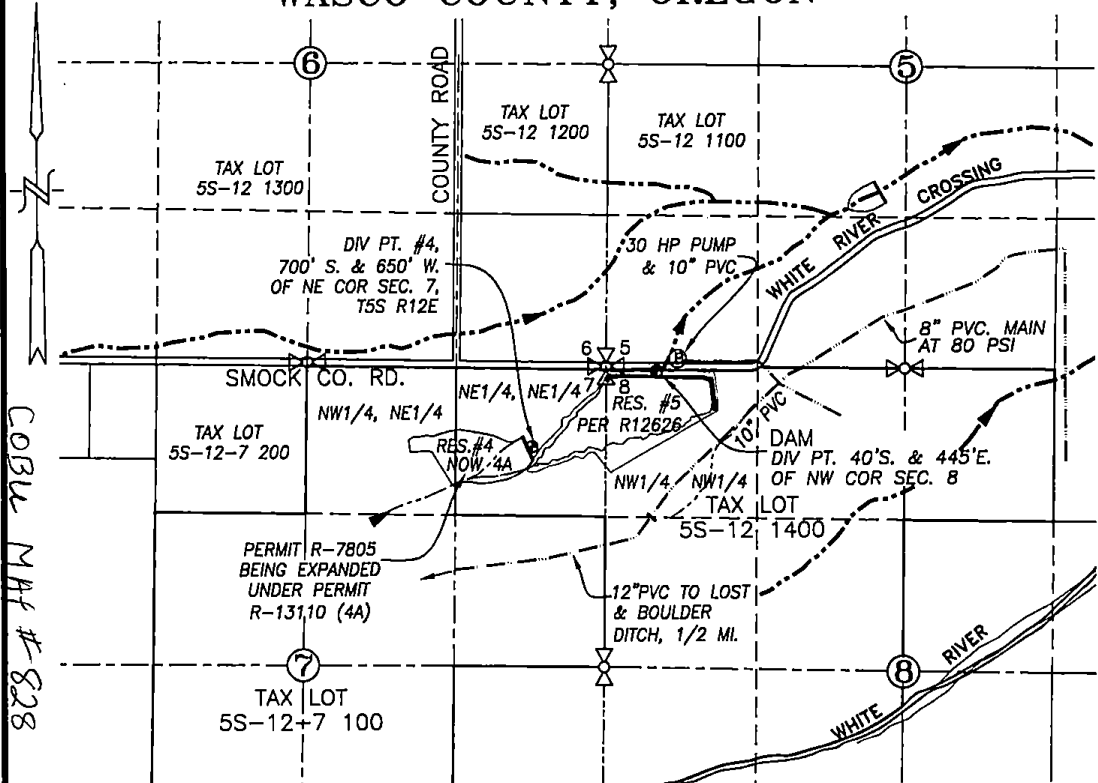 WASCO COUNTY, OREGON
6
5
COUNTY ROAD
TAX LOT
5S-12 1200
TAX LOT
5S-12 1100
TAX LOT
5S-12 1300
N
WHITE RIVER CROSSING
DIV PT. #4,
700' S. & 650' W.
OF NE COR SEC. 7,
T5S R12E
30 HP PUMP
& 10" PVC
8" PVC. MAIN
AT 80 PSI
6 5
7 8
B
SMOCK CO. RD.
NE1/4, NE1/4
NW1/4, NE1/4
RES. #5
PER R12626
10" PVC
TAX LOT
5S-12-7 200
RES. #4
NOW 4A
DAM
DIV PT. 40'S. & 445'E.
OF NW COR SEC. 8
NW1/4, NW1/4
TAX LOT
5S-12 1400
PERMIT R-7805
BEING EXPANDED
UNDER PERMIT
R-13110 (4A)
12"PVC TO LOST
& BOULDER
DITCH, 1/2 MI.
7
8
TAX LOT
5S-12-7 100
WHITE RIVER
COBU MAP #828